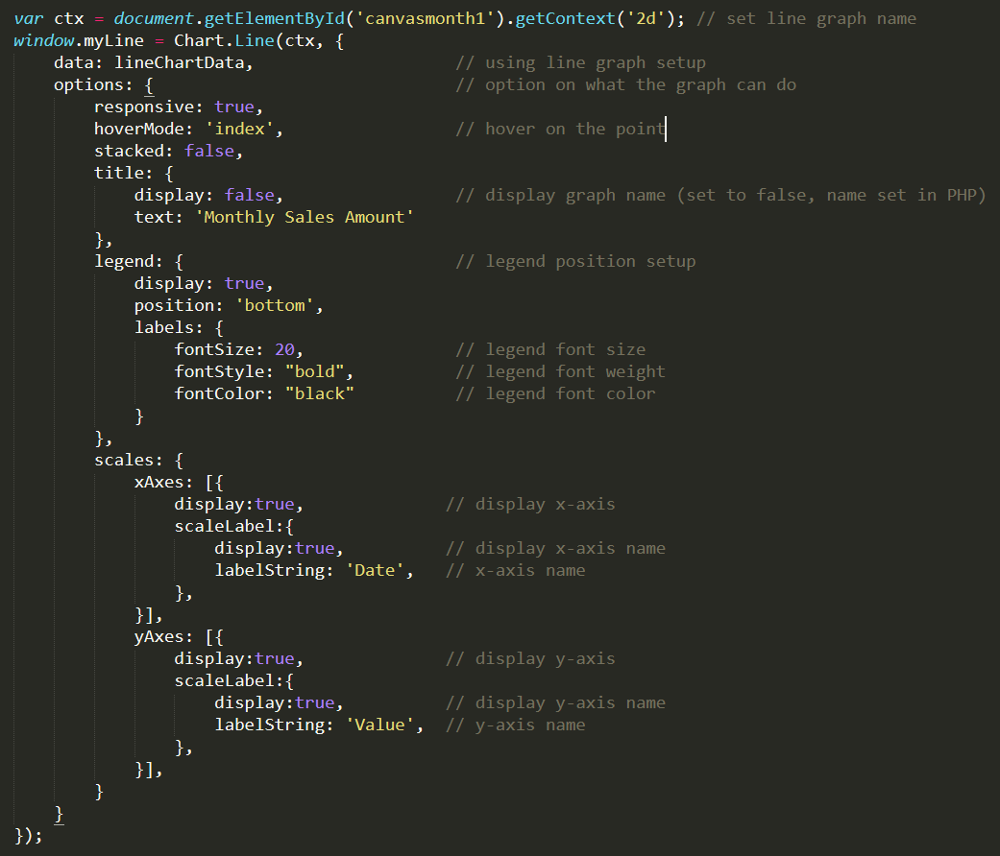 var ctx = document.getElementById('canvasmonth1').getContext('2d'); // set line graph name
window.myLine = Chart.Line(ctx, {
    data: lineChartData,                    // using line graph setup
    options: {                              // option on what the graph can do
        responsive: true,
        hoverMode: 'index',                 // hover on the point
        stacked: false,
        title: {
            display: false,                 // display graph name (set to false, name set in PHP)
            text: 'Monthly Sales Amount'
        },
        legend: {                           // legend position setup
            display: true,
            position: 'bottom',
            labels: {
                fontSize: 20,               // legend font size
                fontStyle: "bold",          // legend font weight
                fontColor: "black"          // legend font color
            }
        },
        scales: {
            xAxes: [{
                display:true,              // display x-axis
                scaleLabel:{
                    display:true,          // display x-axis name
                    labelString: 'Date',   // x-axis name
                },
            }],
            yAxes: [{
                display:true,              // display y-axis
                scaleLabel:{
                    display:true,          // display y-axis name
                    labelString: 'Value',  // y-axis name
                },
            }],
        }
    }
});